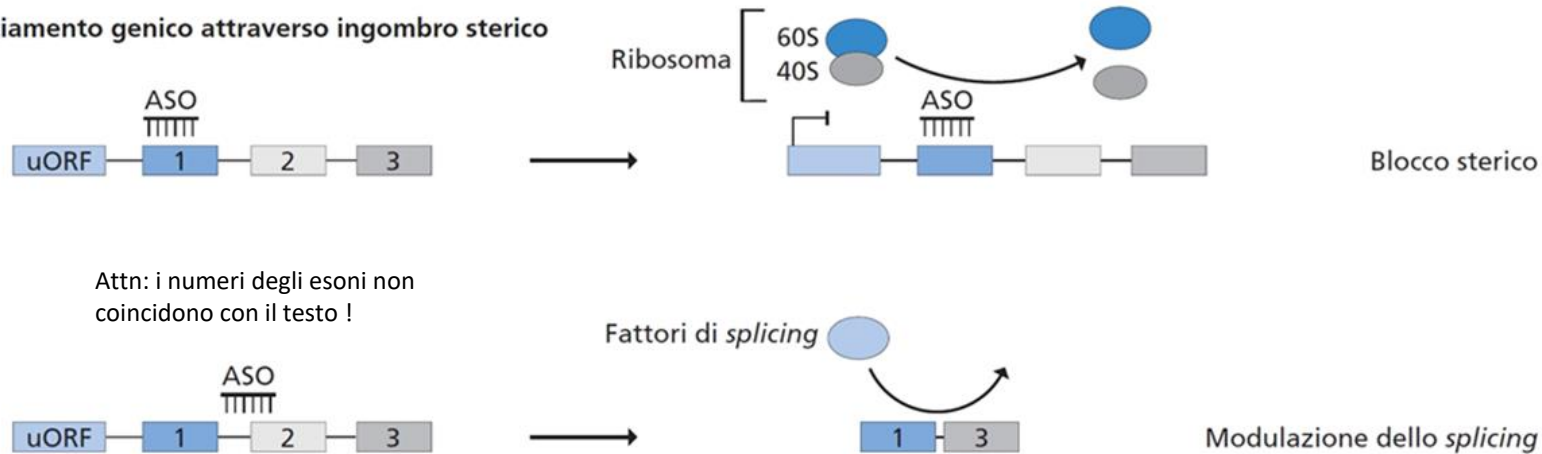 iamento genico attraverso ingombro sterico
Ribosoma
60S
40S
ASO
ASO
uORF
1
2
3
Blocco sterico
Attn: i numeri degli esoni non
coincidono con il testo !
Fattori di splicing
ASO
uORF
1
2
3
1
3
Modulazione dello splicing